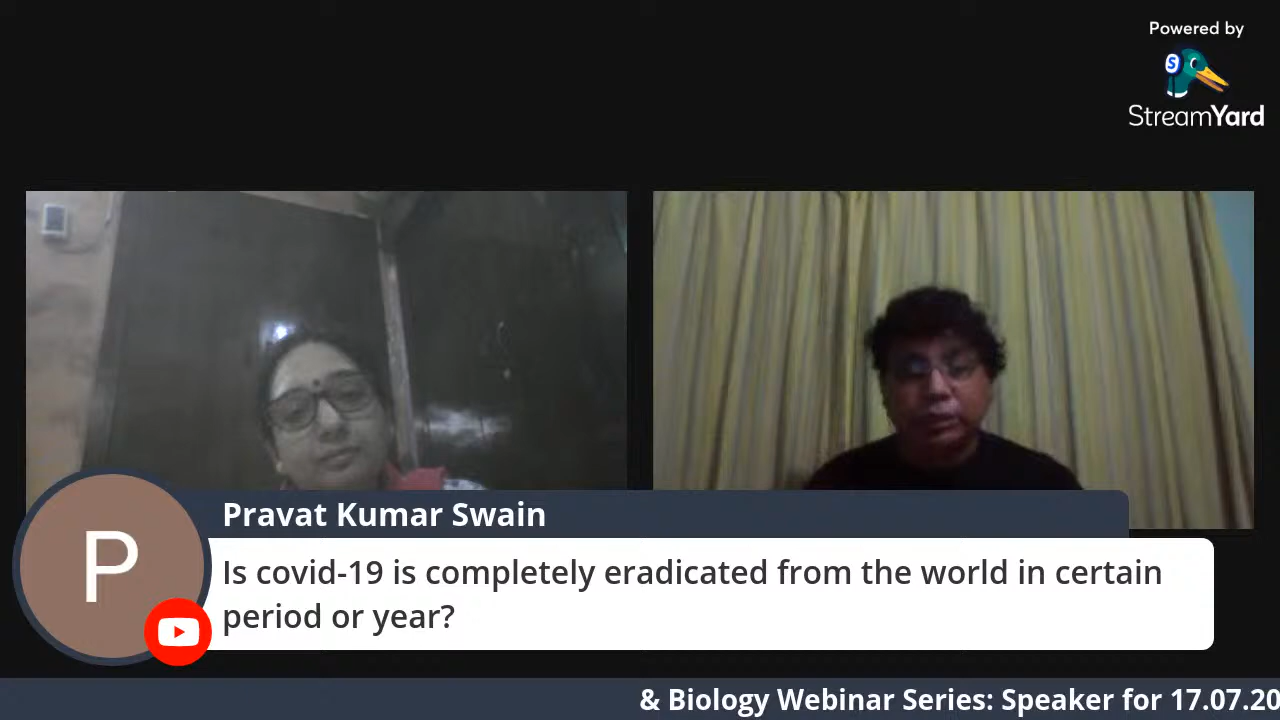 Powered by
S
StreamYard
Pravat Kumar Swain
P
Is covid-19 is completely eradicated from the world in certain
period or year?
& Biology Webinar Series: Speaker for 17.07.20